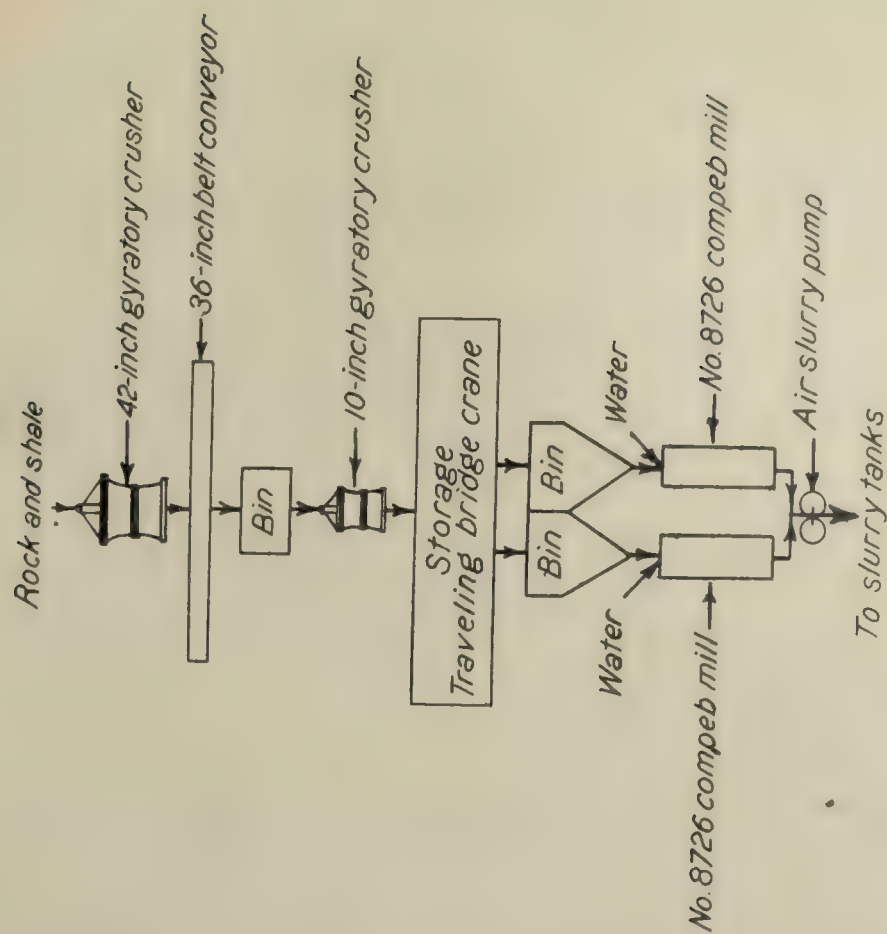 Rock and shale
42-inch gyratory crusher
36-inch belt conveyor
Bin
10-inch gyratory crusher
Storage
Traveling bridge crane
Bin
Bin
Water
Water
No. 8726 compeb mill
No. 8726 compeb mill
Air slurry pump
To slurry tanks